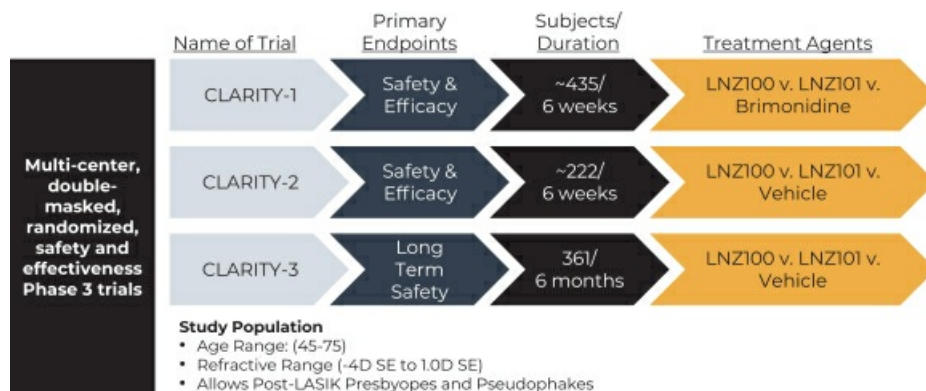 Name of Trial
Primary
Endpoints
Subjects/
Duration
Treatment Agents
Multi-center,
double-
masked,
randomized,
safety and
effectiveness
Phase 3 trials
CLARITY-1
Safety &
Efficacy
~435/
6 weeks
LNZ100 v. LNZ101 v.
Brimonidine
CLARITY-2
Safety &
Efficacy
~222/
6 weeks
LNZ100 v. LNZ101 v.
Vehicle
CLARITY-3
Long
Term
Safety
361/
6 months
LNZ100 v. LNZ101 v.
Vehicle
Study Population
• Age Range: (45-75)
• Refractive Range (-4D SE to 1.0D SE)
• Allows Post-LASIK Presbyopes and Pseudophakes